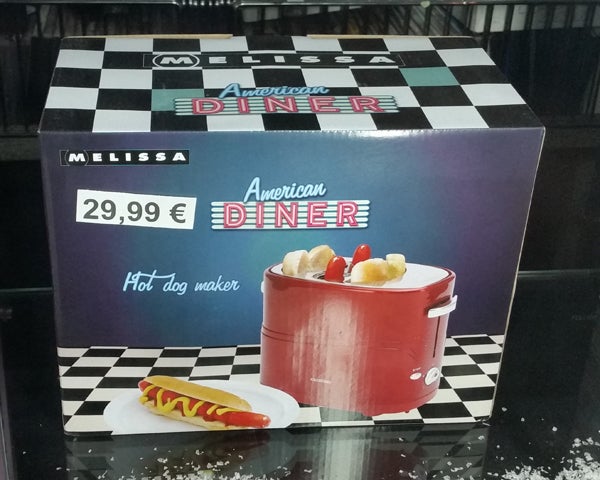 MELISSA
American
DINER
MELISSA
29,99 €
American
DINER
Hot dog maker